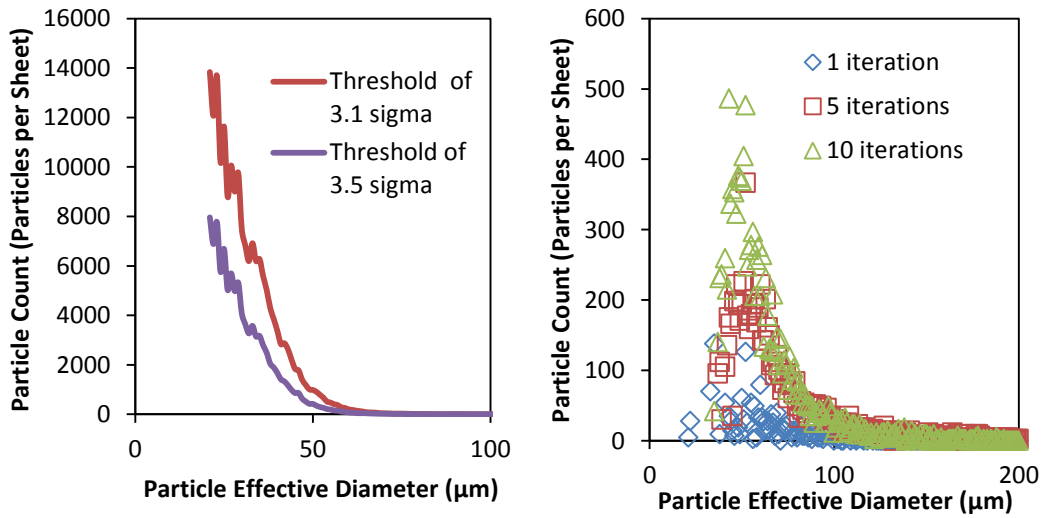 16000
14000
12000
10000
8000
6000
4000
2000
0
0
50
100
Particle Count (Particles per Sheet)
Particle Effective Diameter (µm)
Threshold of
3.1 sigma
Threshold of
3.5 sigma
600
500
400
300
200
100
0
0
100
200
Particle Count (Particles per Sheet)
Particle Effective Diameter (µm)
1 iteration
5 iterations
10 iterations